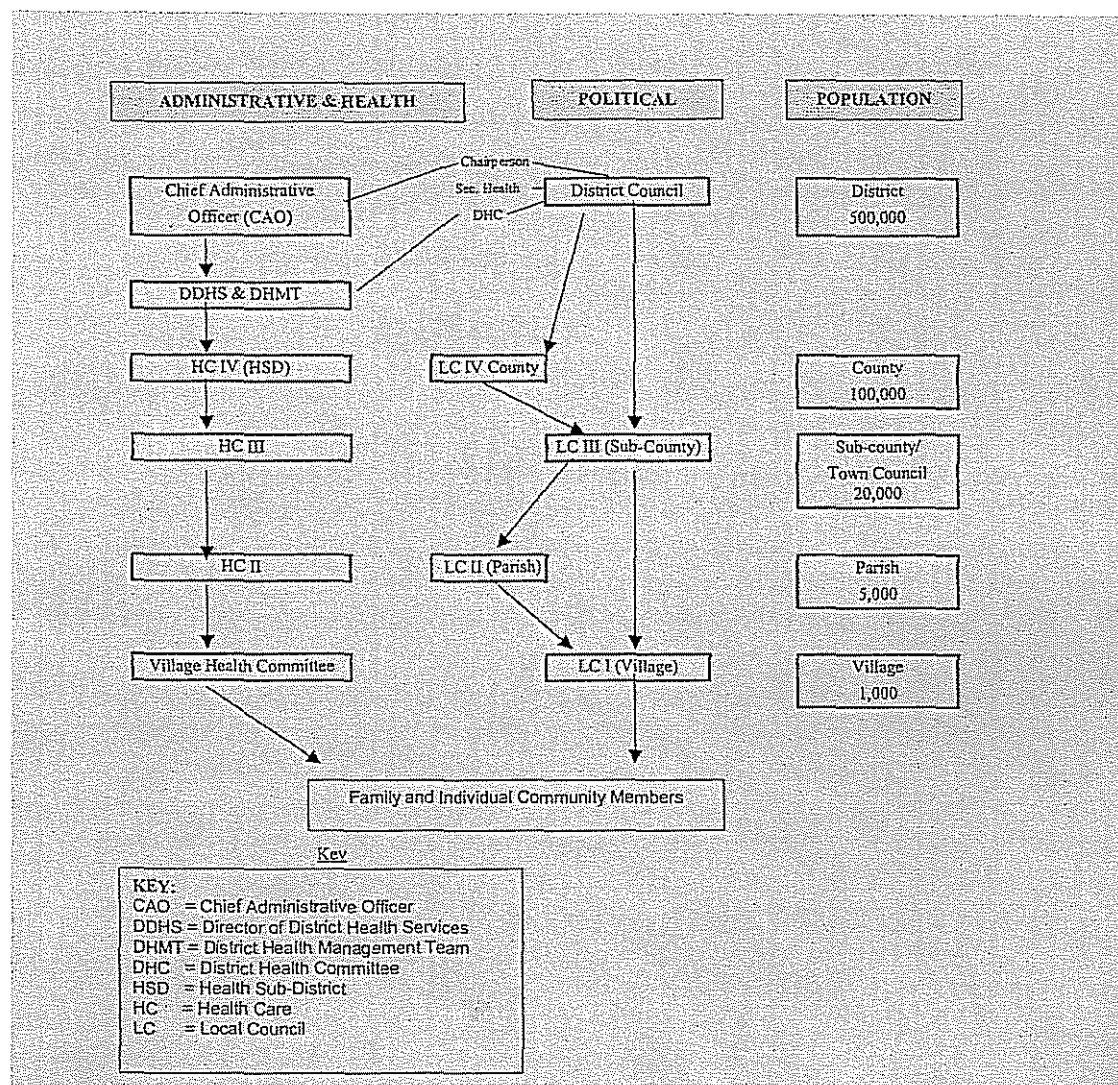 ADMINISTRATIVE & HEALTH
POLITICAL
POPULATION
Chairperson
Chief Administrative
Officer (CAO)
Sec. Health
District Council
District
500,000
DHC
DDHS & DHMT
HC IV (HSD)
LC IV County
County
100,000
HC III
LC III (Sub-County)
Sub-county/
Town Council
20,000
HC II
LC II (Parish)
Parish
5,000
Village Health Committee
LC I (Village)
Village
1,000
Family and Individual Community Members
Key
KEY:
CAO = Chief Administrative Officer
DDHS = Director of District Health Services
DHMT = District Health Management Team
DHC = District Health Committee
HSD = Health Sub-District
HC = Health Care
LC = Local Council